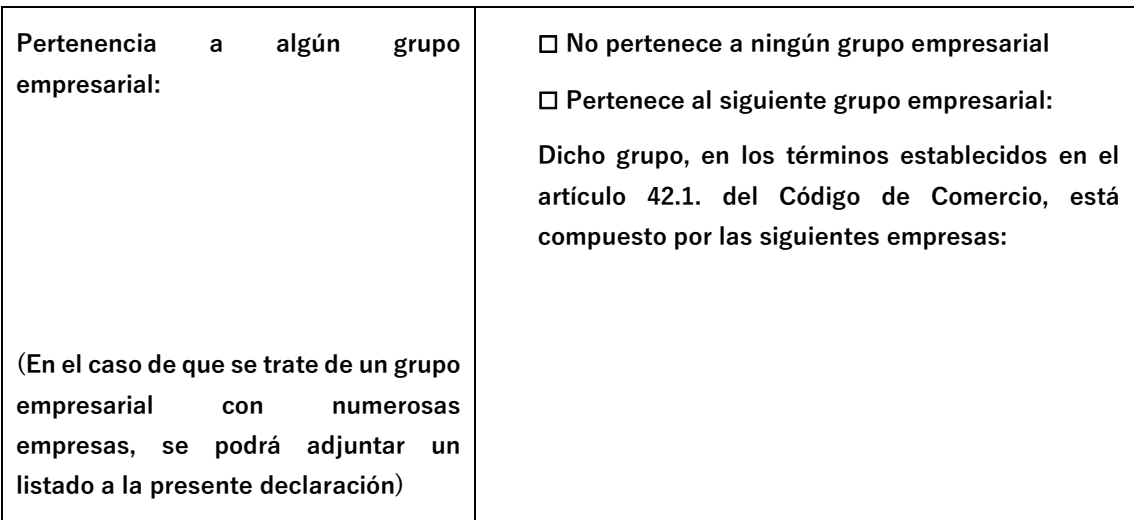 Pertenencia a algún grupo
empresarial:
(En el caso de que se trate de un grupo
empresarial con numerosas
empresas, se podrá adjuntar un
listado a la presente declaración)
☐ No pertenece a ningún grupo empresarial
☐ Pertenece al siguiente grupo empresarial:
Dicho grupo, en los términos establecidos en el
artículo 42.1. del Código de Comercio, está
compuesto por las siguientes empresas: